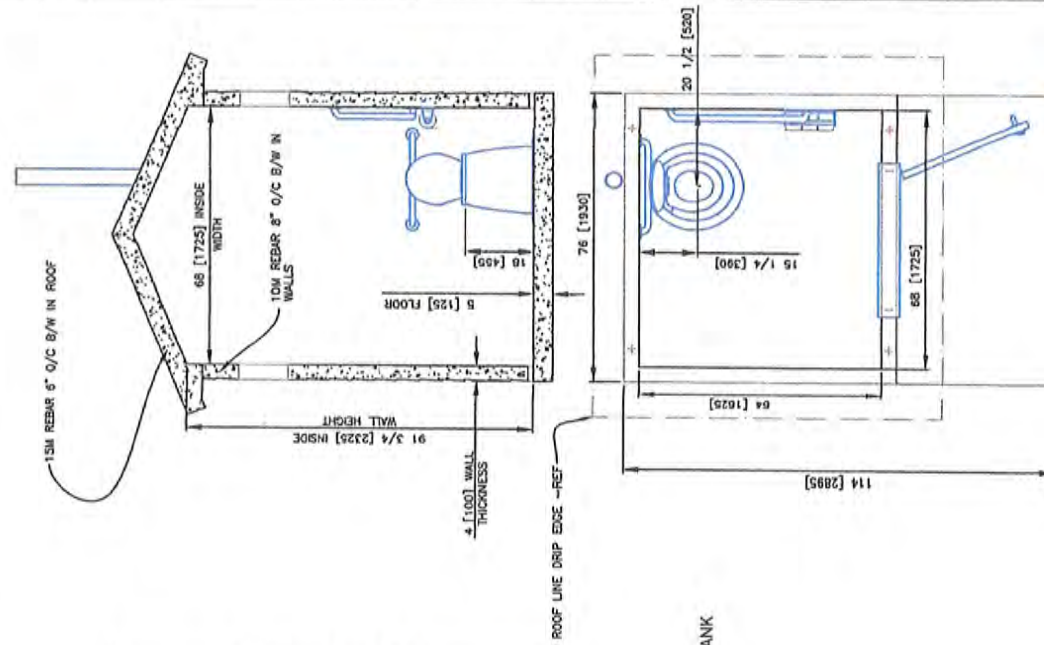 15M REBAR 6" O/C B/W IN ROOF
68 [1725] INSIDE
WIDTH
10M REBAR 8" O/C B/W IN
WALLS
18 [455]
5 [125] FLOOR
91 3/4 [2325] INSIDE
WALL HEIGHT
4 [100] WALL
THICKNESS
ROOF LINE DRIP EDGE -REF
76 [1930]
20 1/2 [520]
15 1/4 [390]
68 [1725]
64 [1625]
114 [2895]
ANK